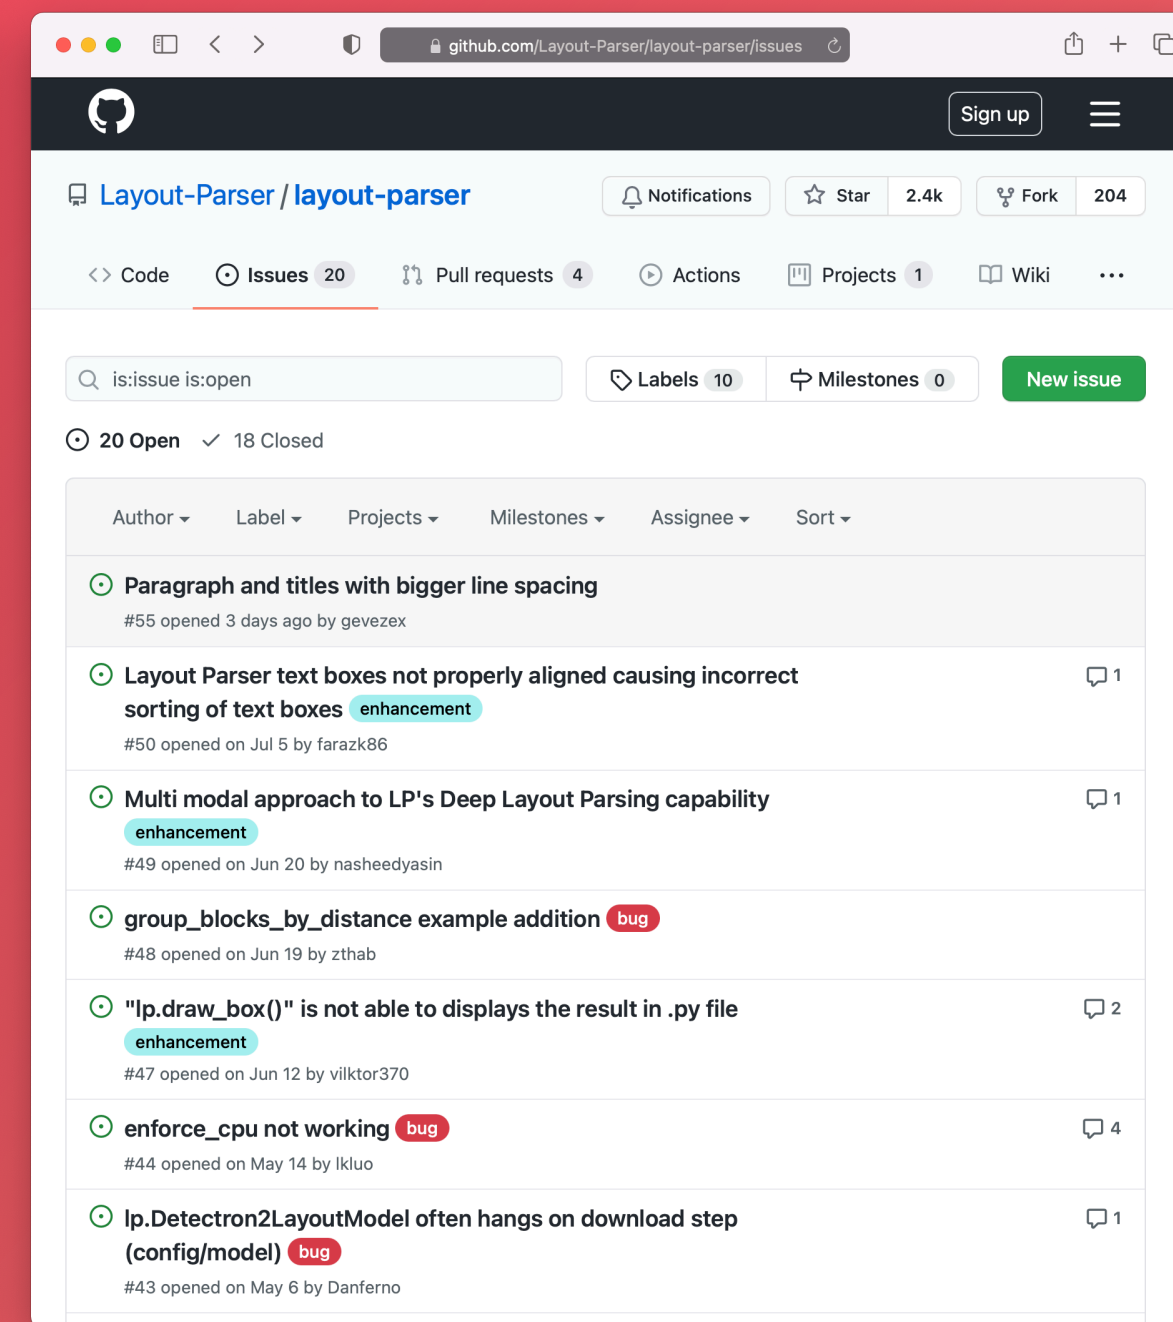 github.com/Layout-Parser/layout-parser/issues
Sign up
Layout-Parser / layout-parser
Notifications
Star 2.4k
Fork 204
Code
Issues 20
Pull requests 4
Actions
Projects 1
Wiki
is:issue is:open
Labels 10
Milestones 0
New issue
20 Open
18 Closed
Author
Label
Projects
Milestones
Assignee
Sort
Paragraph and titles with bigger line spacing
#55 opened 3 days ago by gevezex
Layout Parser text boxes not properly aligned causing incorrect
sorting of text boxes enhancement
1
#50 opened on Jul 5 by farazk86
Multi modal approach to LP's Deep Layout Parsing capability
1
enhancement
#49 opened on Jun 20 by nasheedyasin
group_blocks_by_distance example addition bug
#48 opened on Jun 19 by zthab
"lp.draw_box()" is not able to displays the result in .py file
2
enhancement
#47 opened on Jun 12 by vilktor370
enforce_cpu not working bug
4
#44 opened on May 14 by lkluo
lp.Detectron2LayoutModel often hangs on download step
1
(config/model) bug
#43 opened on May 6 by Danferno